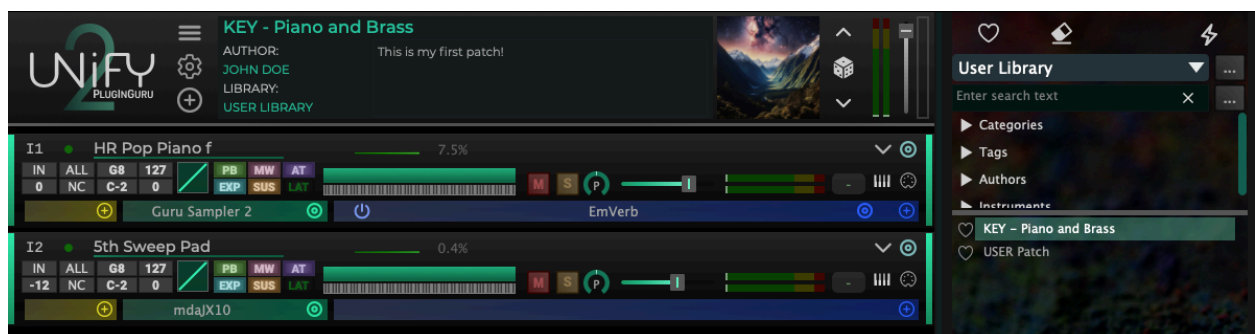 2
UNiFY
PLUGINGURU
KEY - Piano and Brass
AUTHOR:
This is my first patch!
JOHN DOE
LIBRARY:
USER LIBRARY
I1 HR Pop Piano f 7.5%
IN ALL G8 127 PB MW AT
0 NC C-2 0 EXP SUS LAT
M S P -
Guru Sampler 2 EmVerb
I2 5th Sweep Pad 0.4%
IN ALL G8 127 PB MW AT
-12 NC C-2 0 EXP SUS LAT
M S P -
mdaJX10
User Library ...
Enter search text × ...
Categories
Tags
Authors
Instruments
KEY – Piano and Brass
USER Patch